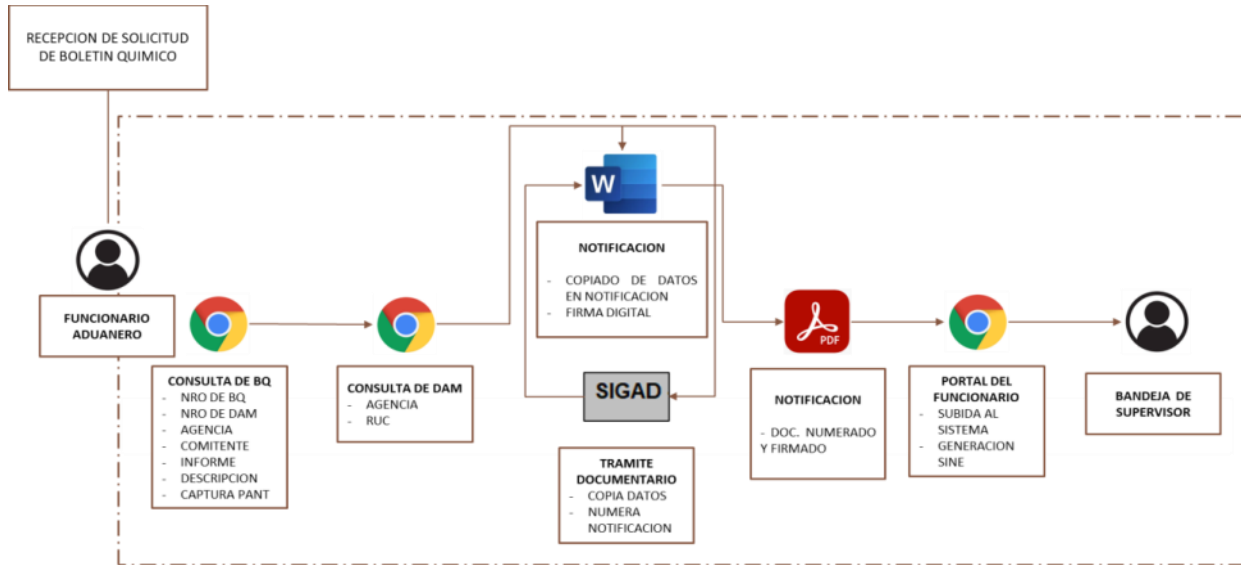 RECEPCION DE SOLICITUD
DE BOLETIN QUIMICO
FUNCIONARIO
ADUANERO
CONSULTA DE BQ
- NRO DE BQ
- NRO DE DAM
- AGENCIA
- COMITENTE
- INFORME
- DESCRIPCION
- CAPTURA PANT
CONSULTA DE DAM
- AGENCIA
- RUC
W
NOTIFICACION
- COPIADO DE DATOS
EN NOTIFICACION
- FIRMA DIGITAL
SIGAD
TRAMITE
DOCUMENTARIO
- COPIA DATOS
- NUMERA
NOTIFICACION
PDF
NOTIFICACION
- DOC. NUMERADO
Y FIRMADO
PORTAL DEL
FUNCIONARIO
- SUBIDA AL
SISTEMA
- GENERACION
SINE
BANDEJA DE
SUPERVISOR